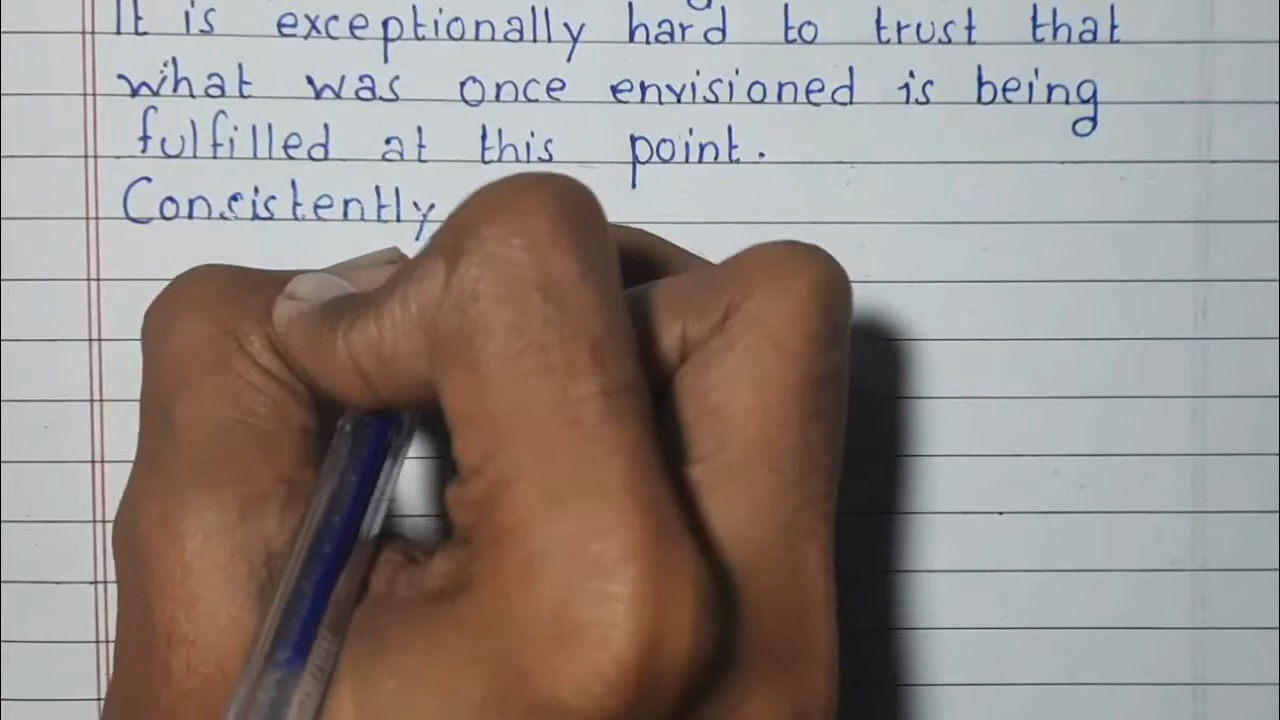 It is exceptionally hard to trust that
what was once envisioned is being
fulfilled at this point.
Consistently